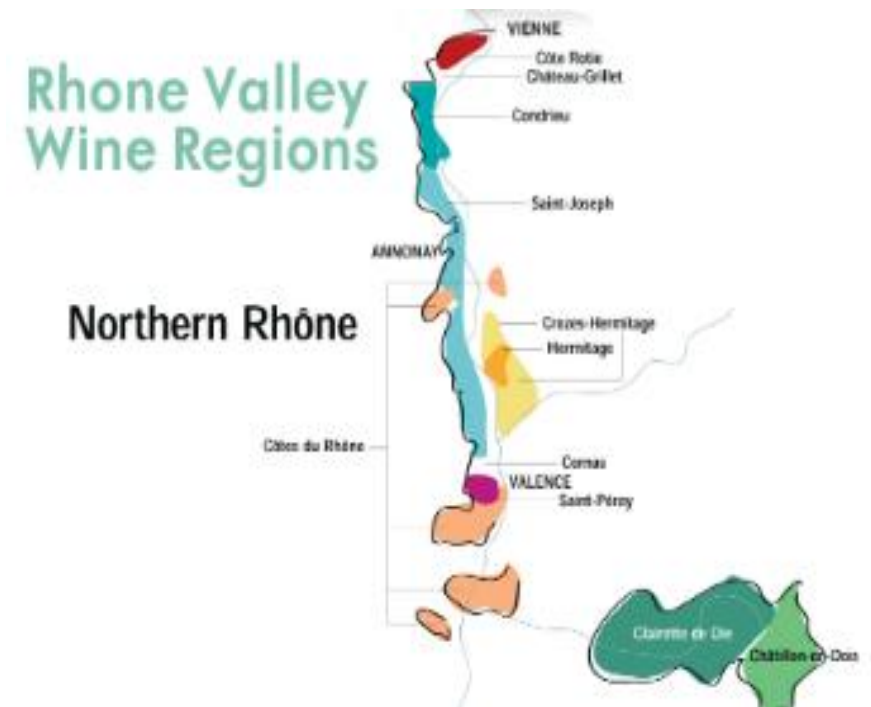 VIENNE
Côte Rotie
Château-Grillet
Rhone Valley
Wine Regions
Condrieu
Saint-Joseph
ANNONAY
Northern Rhône
Crozes-Hermitage
Hermitage
Côtes du Rhône
Cornas
VALENCE
Saint-Péray
Clairette de Die
Châtillon-en-Diois